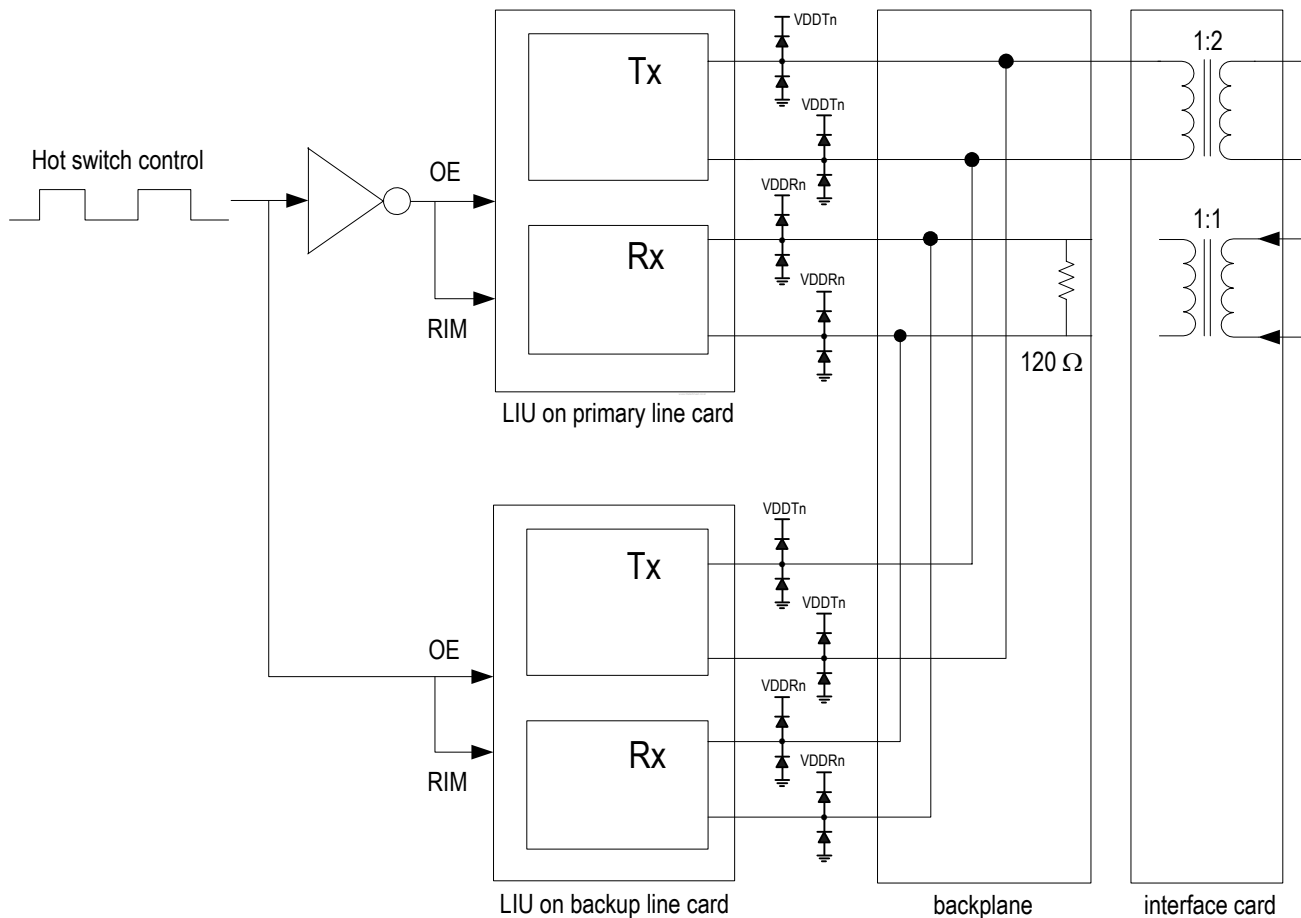 VDDTn
1:2
Tx
VDDTn
Hot switch control
OE
VDDRn
1:1
Rx
VDDRn
RIM
120 Ω
LIU on primary line card
VDDTn
Tx
VDDTn
OE
VDDRn
Rx
VDDRn
RIM
LIU on backup line card
backplane
interface card